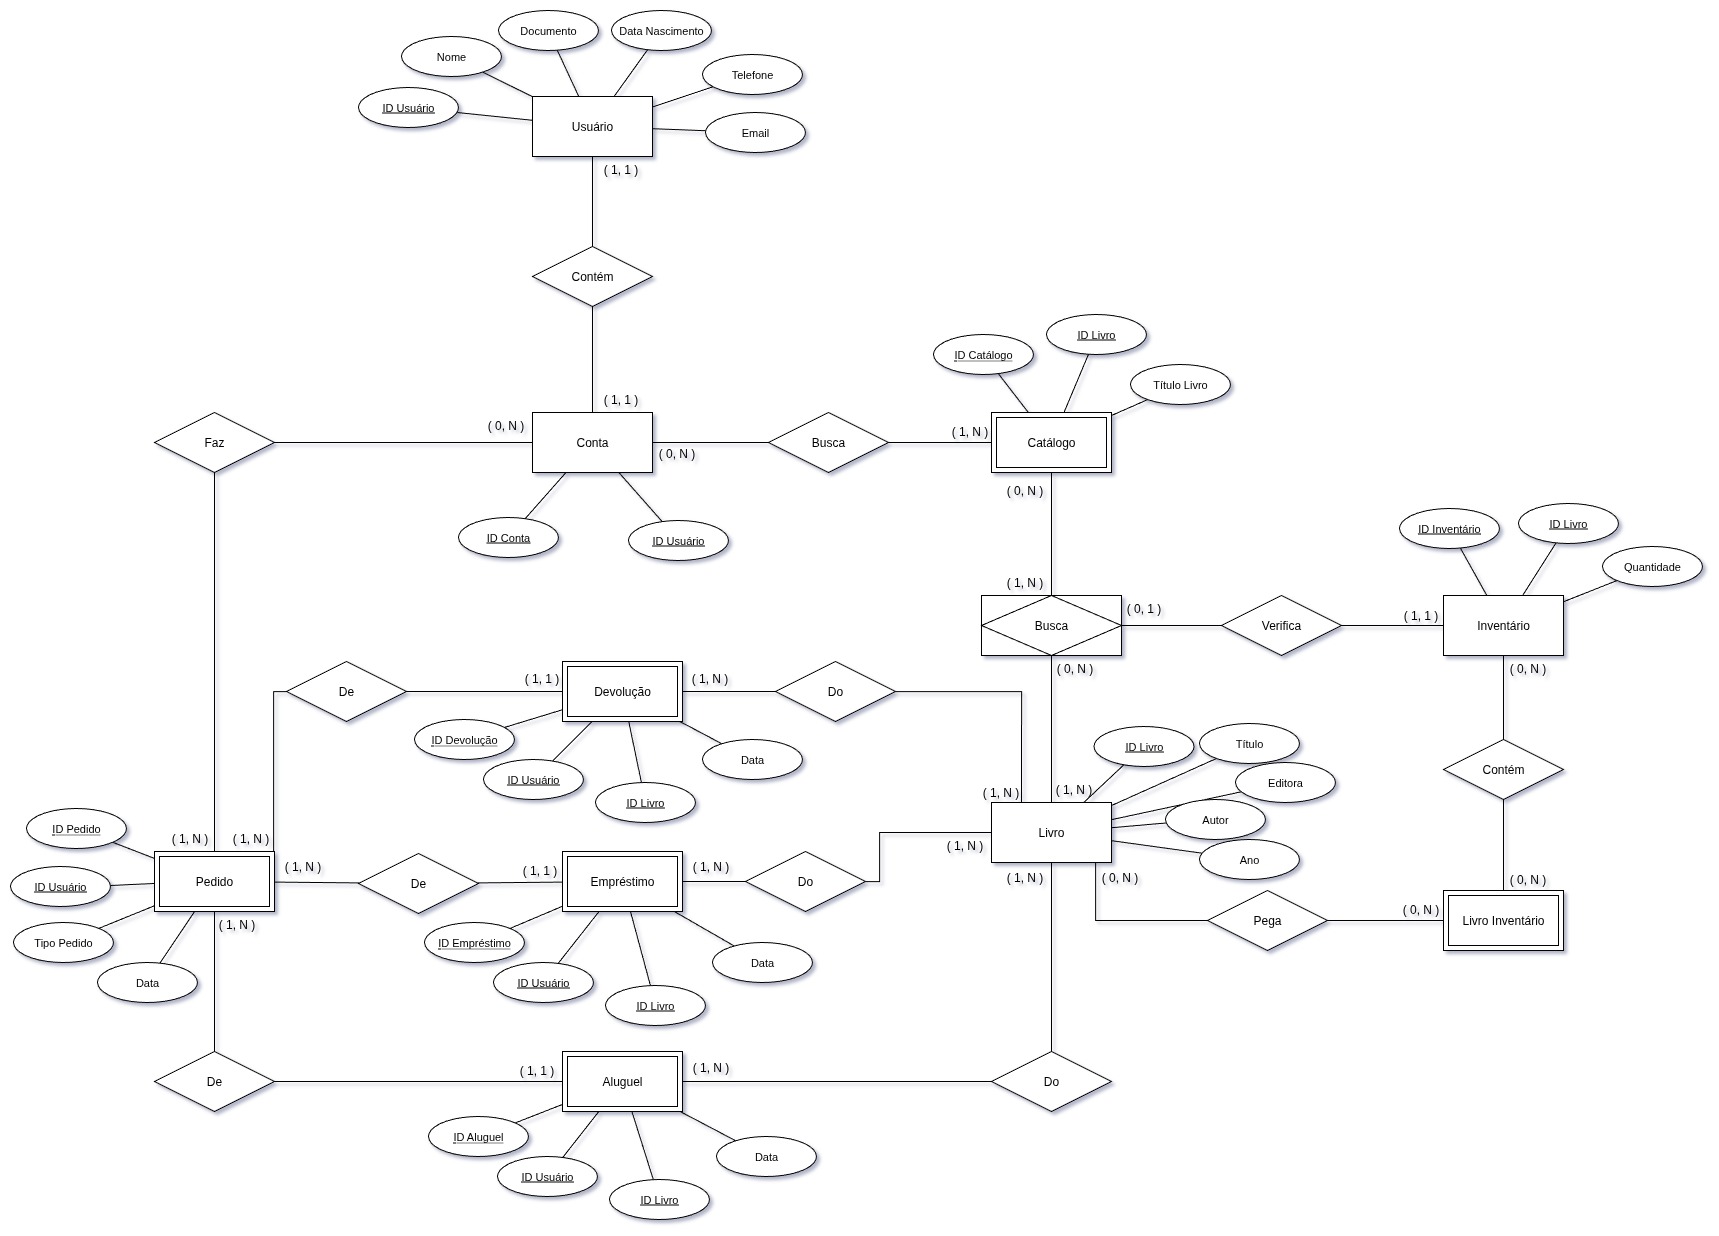 Documento
Data Nascimento
Nome
Telefone
ID Usuário
Usuário
Email
( 1, 1 )
Contém
( 1, 1 )
ID Catálogo
ID Livro
Título Livro
Faz
( 0, N )
Conta
( 0, N )
Busca
( 1, N )
Catálogo
( 0, N )
ID Conta
ID Usuário
ID Inventário
ID Livro
Quantidade
( 1, N )
Busca
( 0, 1 )
Verifica
( 1, 1 )
Inventário
( 0, N )
( 0, N )
De
( 1, 1 )
Devolução
( 1, N )
Do
ID Devolução
ID Usuário
ID Livro
Data
ID Livro
Título
Editora
Autor
Ano
( 1, N )
( 1, N )
Livro
( 1, N )
( 1, N )
( 0, N )
Contém
( 0, N )
Pega
( 0, N )
Livro Inventário
ID Pedido
ID Usuário
Tipo Pedido
Data
( 1, N )
( 1, N )
Pedido
( 1, N )
( 1, N )
De
( 1, 1 )
Empréstimo
( 1, N )
Do
ID Empréstimo
ID Usuário
ID Livro
Data
De
( 1, 1 )
Aluguel
( 1, N )
Do
ID Aluguel
ID Usuário
ID Livro
Data